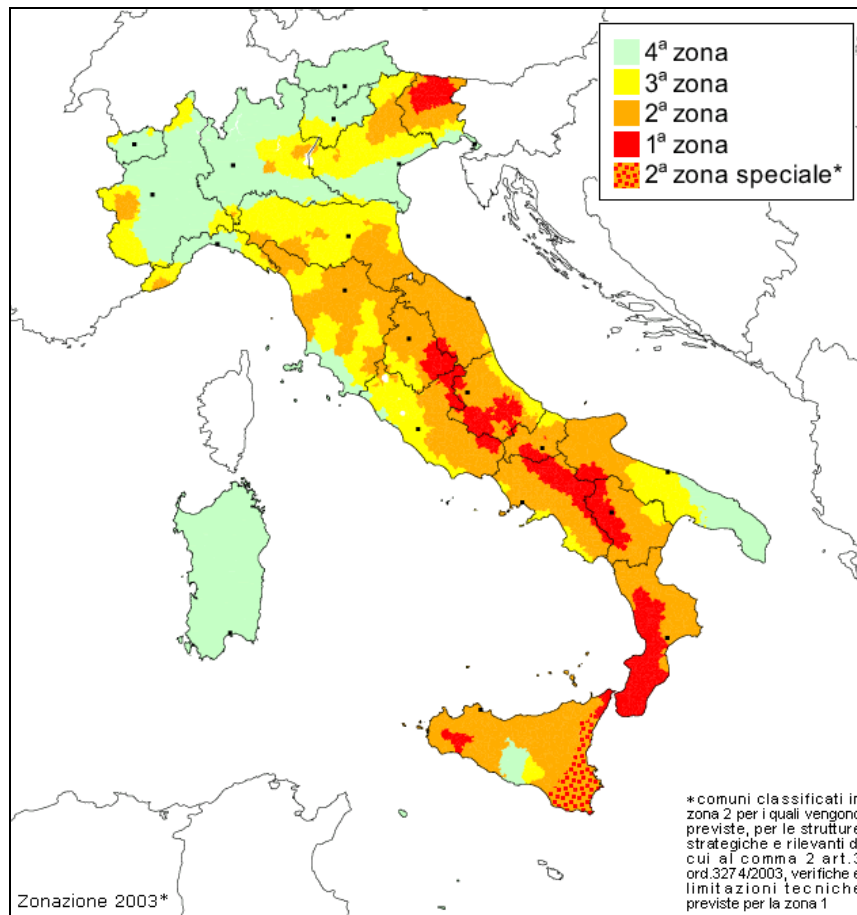 4ª zona
3ª zona
2ª zona
1ª zona
2ª zona speciale*
*comuni classificati in
zona 2 per i quali vengono
previste, per le strutture
strategiche e rilevanti d
cui al comma 2 art.3
ord.3274/2003, verifiche e
limitazioni tecniche
previste per la zona 1
Zonazione 2003*